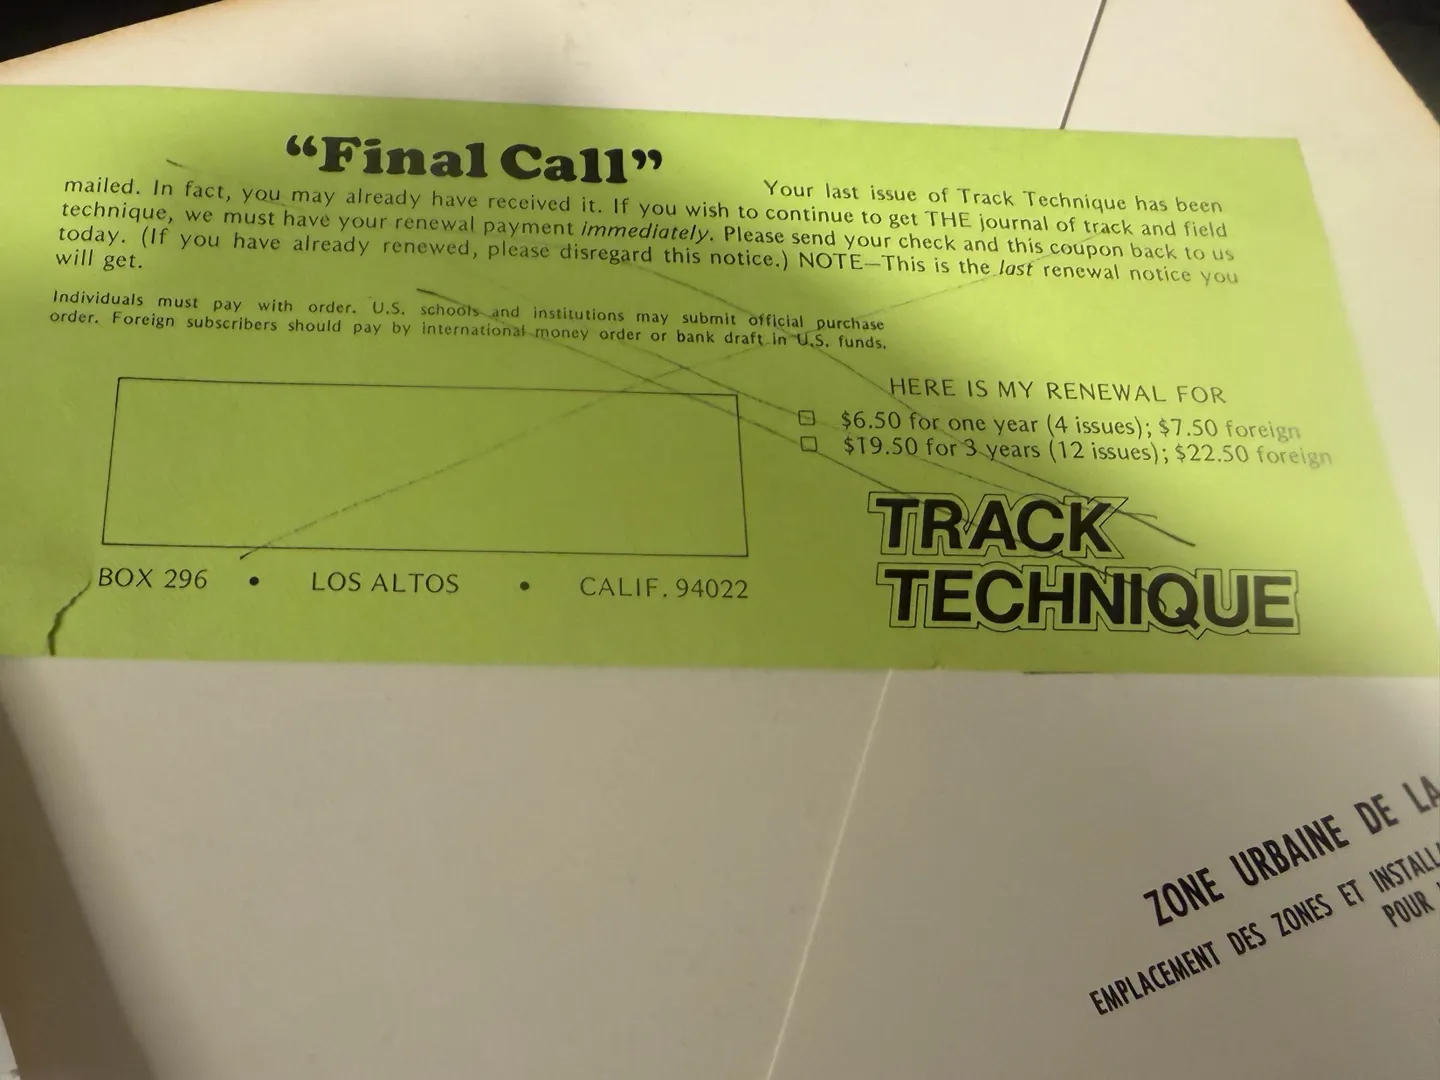 “Final Call”
Your last issue of Track Technique has been
mailed. In fact, you may already have received it. If you wish to continue to get THE journal of track and field
technique, we must have your renewal payment immediately. Please send your check and this coupon back to us
today. (If you have already renewed, please disregard this notice.) NOTE—This is the last renewal notice you
will get.
Individuals must pay with order. U.S. schools and institutions may submit official purchase
order. Foreign subscribers should pay by international money order or bank draft in U.S. funds.
HERE IS MY RENEWAL FOR
$6.50 for one year (4 issues); $7.50 foreign
$19.50 for 3 years (12 issues); $22.50 foreign
BOX 296 • LOS ALTOS • CALIF. 94022
TRACK
TECHNIQUE
ZONE URBAINE DE LA
EMPLACEMENT DES ZONES ET
POUR